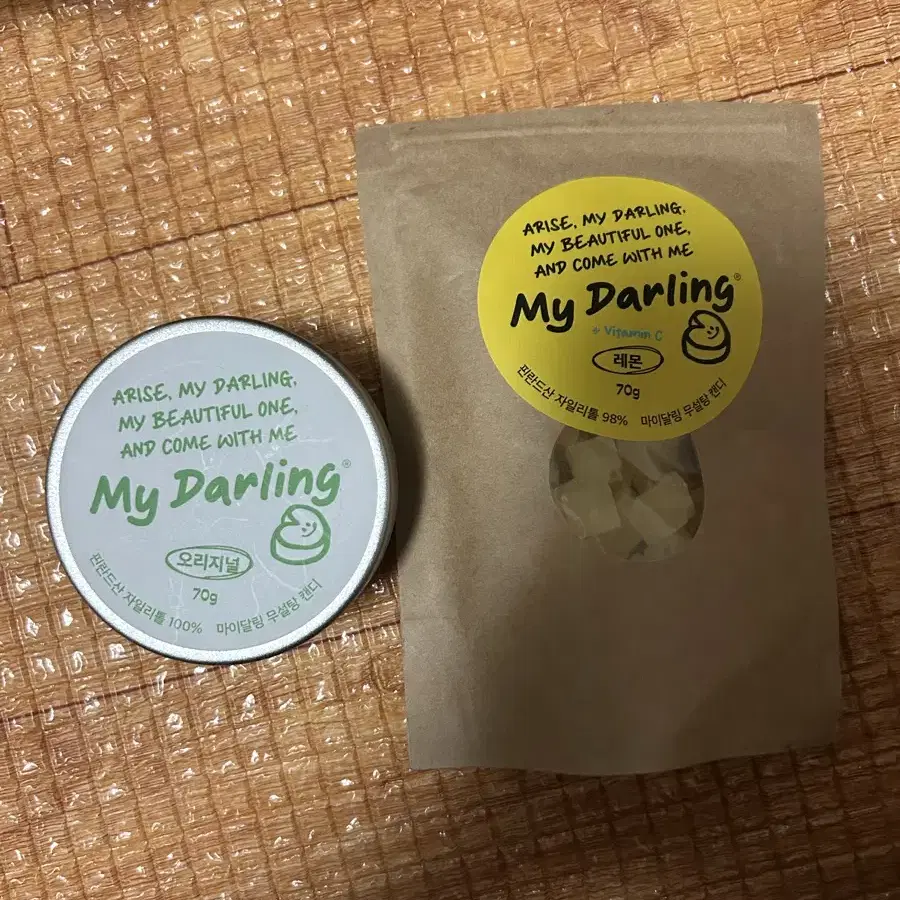 ARISE, MY DARLING,
MY BEAUTIFUL ONE,
AND COME WITH ME
My Darling®
오리지널
70g
핀란드산 자일리톨 100% 마이달링 무설탕 캔디
ARISE, MY DARLING,
MY BEAUTIFUL ONE,
AND COME WITH ME
My Darling®
+ Vitamin C
레몬
70g
핀란드산 자일리톨 98% 마이달링 무설탕 캔디